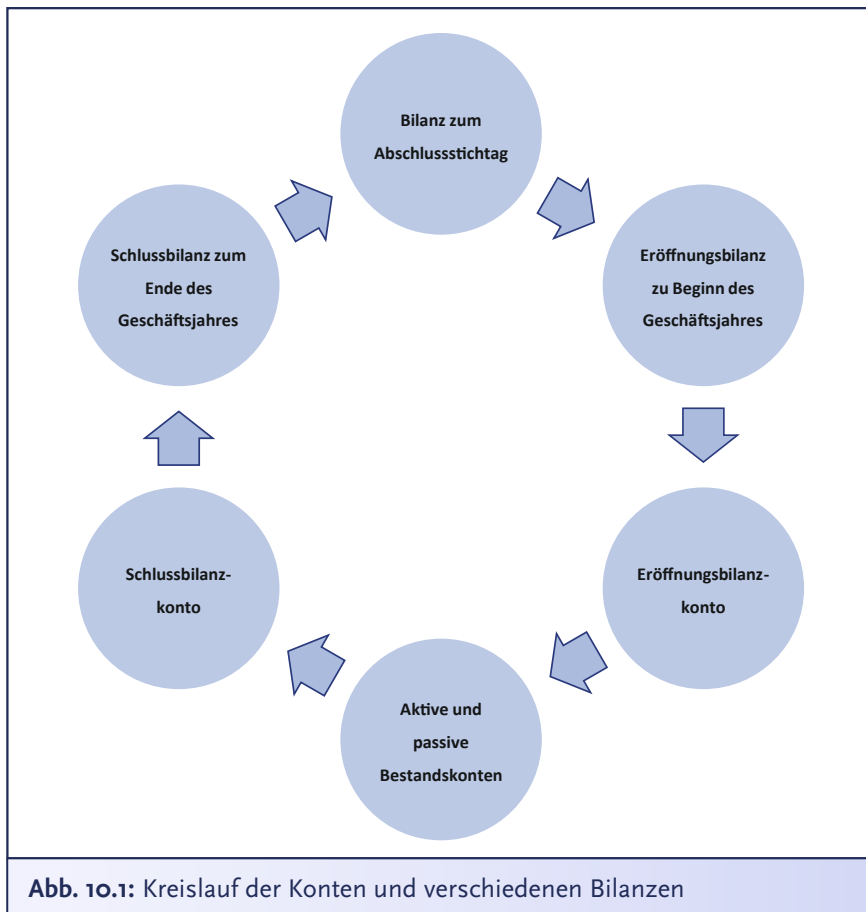 Bilanz zum
Abschlussstichtag
Eröffnungsbilanz
zu Beginn des
Geschäftsjahres
Eröffnungsbilanz-
konto
Aktive und
passive
Bestandskonten
Schlussbilanz-
konto
Schlussbilanz zum
Ende des
Geschäftsjahres
Abb. 10.1: Kreislauf der Konten und verschiedenen Bilanzen